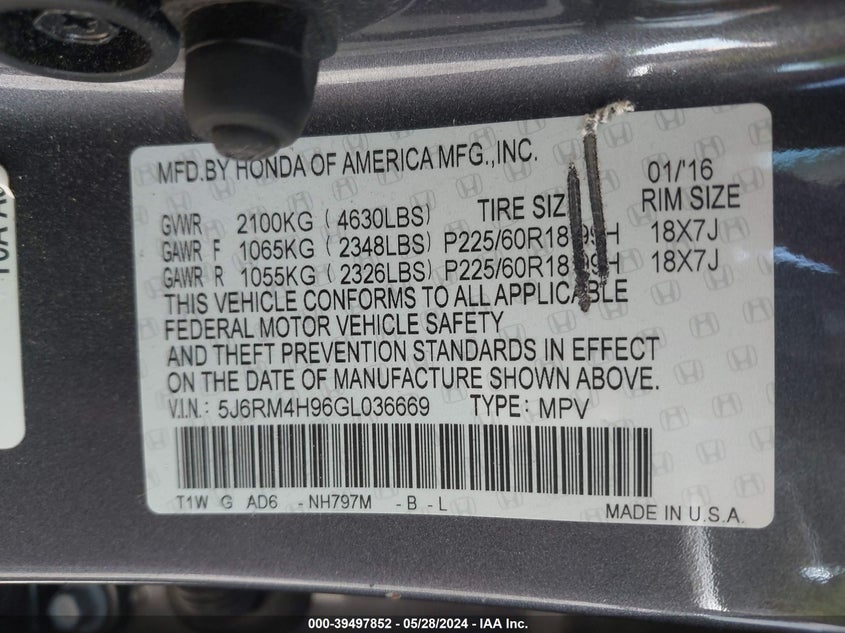 MFD.BY HONDA OF AMERICA MFG.,INC. 01/'16
TIRE SIZ RIM SIZE
GVWR 2100KG ( 4630LBS)
GAWR F 1065KG ( 2348LBS) P225/60R18 99H 18X7J
GAWR R 1055KG ( 2326LBS) P225/60R18 99H 18X7J
THIS VEHICLE CONFORMS TO ALL APPLICABLE
FEDERAL MOTOR VEHICLE SAFETY
AND THEFT PREVENTION STANDARDS IN EFFECT
ON THE DATE OF MANUFACTURE SHOWN ABOVE.
V.I.N.: 5J6RM4H96GL036669 TYPE: MPV
T1W G AD6 -NH797M -B -L
MADE IN U.S.A.
000-39497852 / 05/28/2024 - IAA Inc.